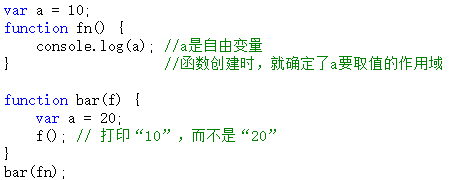 var a = 10;
function fn() {
    console.log(a); //a是自由变量
}                   //函数创建时，就确定了a要取值的作用域

function bar(f) {
    var a = 20;
    f(); // 打印“10”，而不是“20”
}
bar(fn);